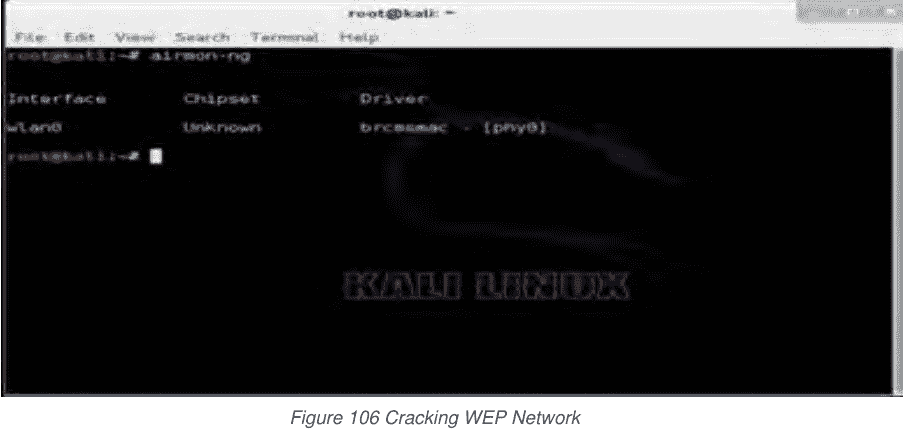 root@kali: ~
File Edit View Search Terminal Help
root@kali:~# airmon-ng
Interface Chipset Driver
wlan0 Unknown brcmsmac - [phy0]
root@kali:~#
KALI LINUX
Figure 106 Cracking WEP Network